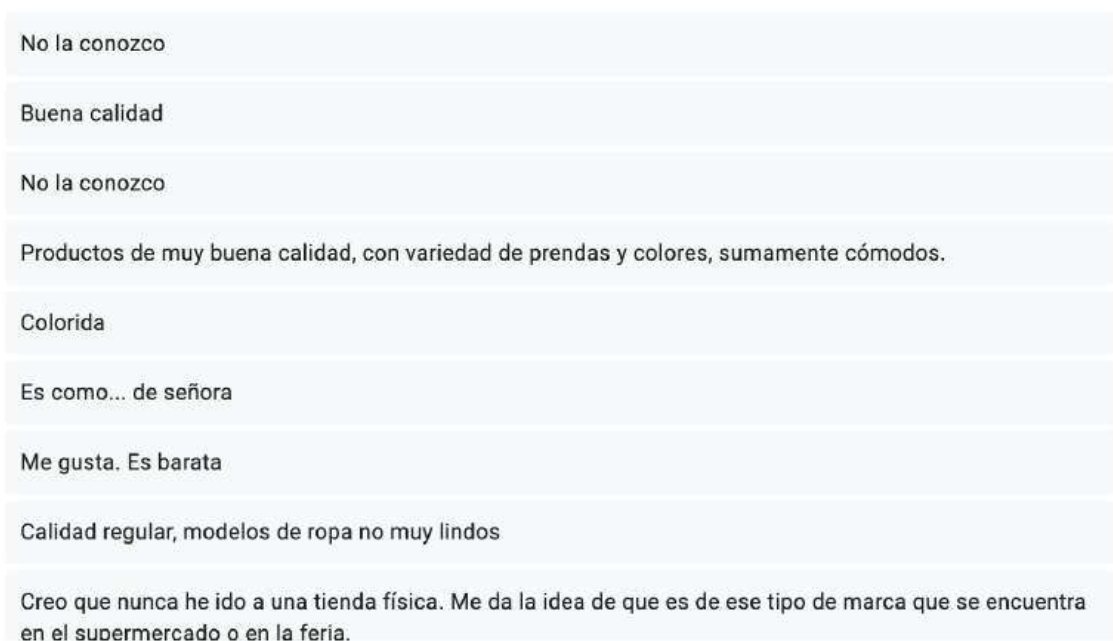 No la conozco
Buena calidad
No la conozco
Productos de muy buena calidad, con variedad de prendas y colores, sumamente cómodos.
Colorida
Es como... de señora
Me gusta. Es barata
Calidad regular, modelos de ropa no muy lindos
Creo que nunca he ido a una tienda física. Me da la idea de que es de ese tipo de marca que se encuentra
en el supermercado o en la feria.